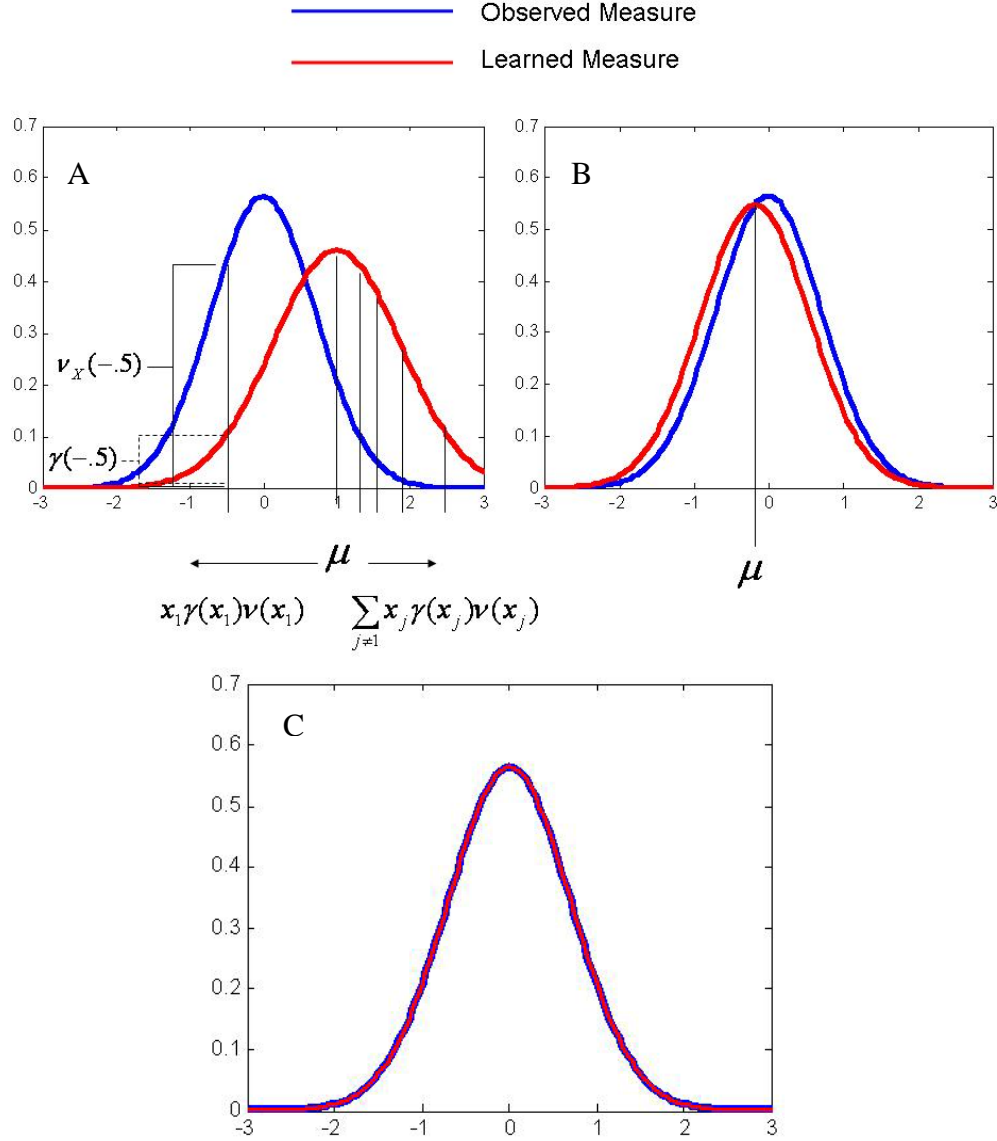 Observed Measure
Learned Measure
A
0.7
0.6
0.5
0.4
0.3
0.2
0.1
0
-3 -2 -1 0 1 2 3
ν_X(-.5)
γ(-.5)
μ
x₁γ(x₁)ν(x₁)
∑_{j≠1} x_jγ(x_j)ν(x_j)
B
0.7
0.6
0.5
0.4
0.3
0.2
0.1
0
-3 -2 -1 0 1 2 3
μ
C
0.7
0.6
0.5
0.4
0.3
0.2
0.1
0
-3 -2 -1 0 1 2 3